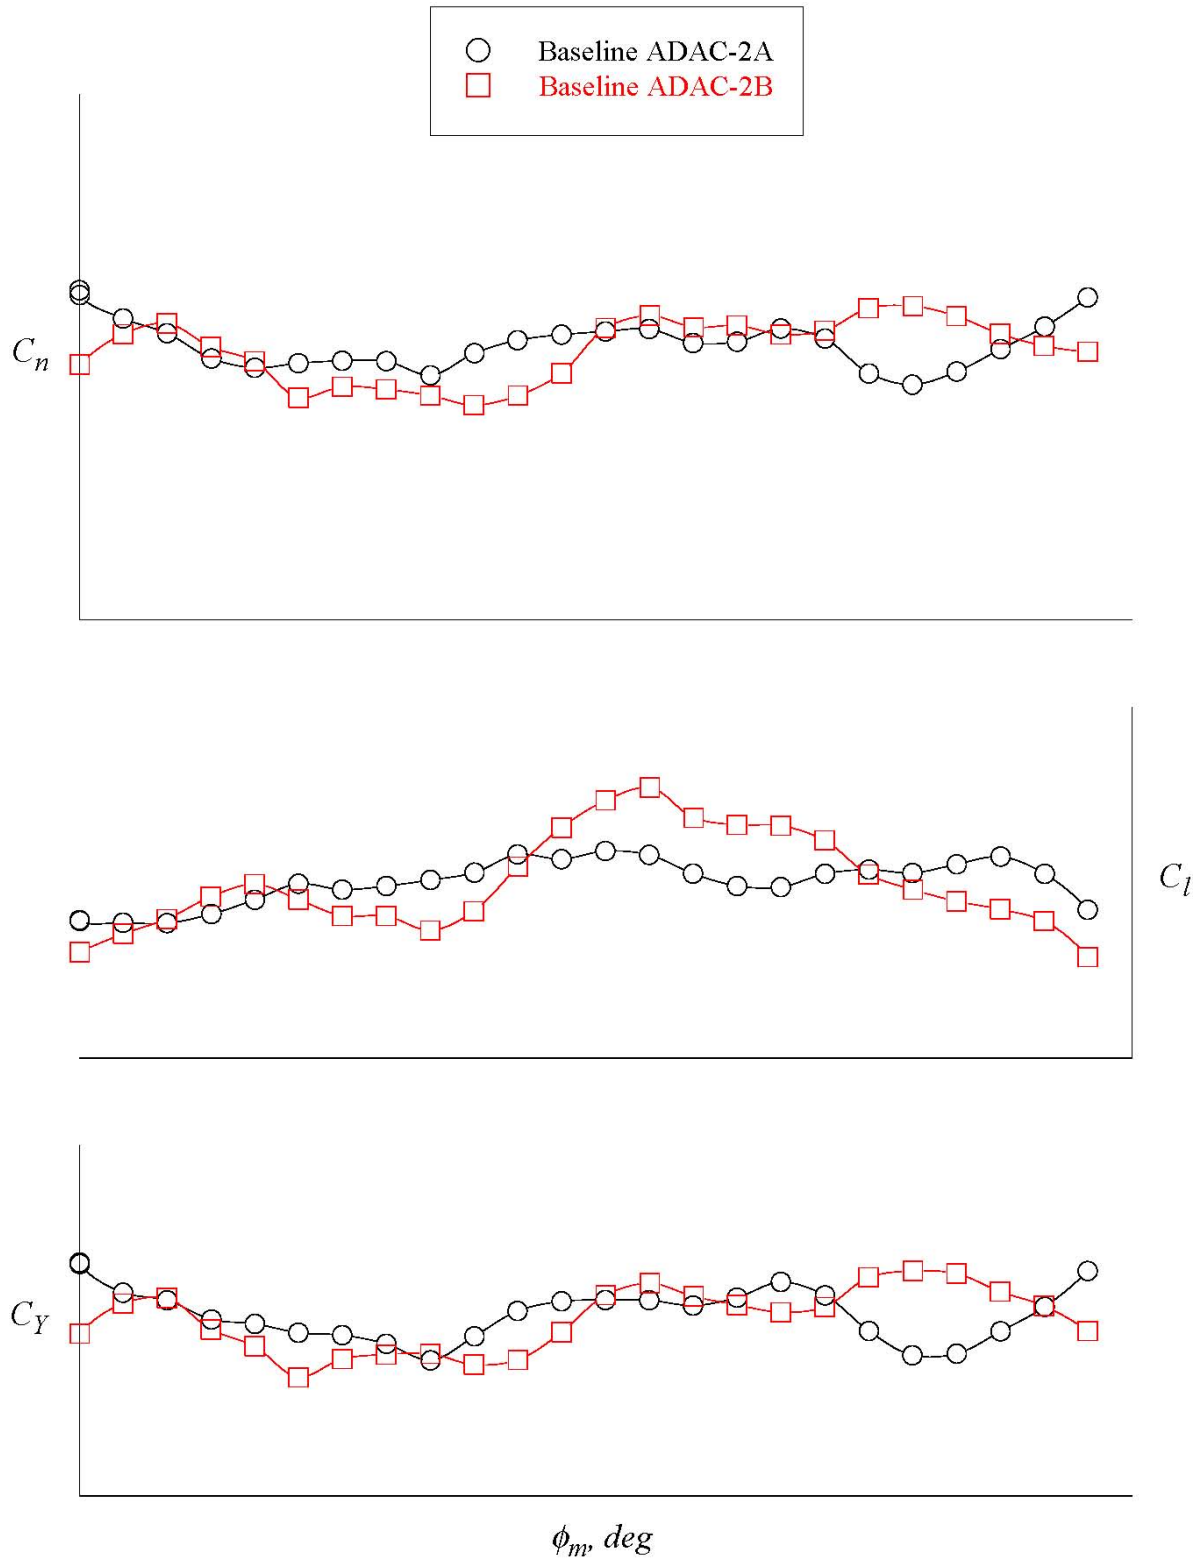 Baseline ADAC-2A
Baseline ADAC-2B
Cn
Cl
CY
ϕm, deg